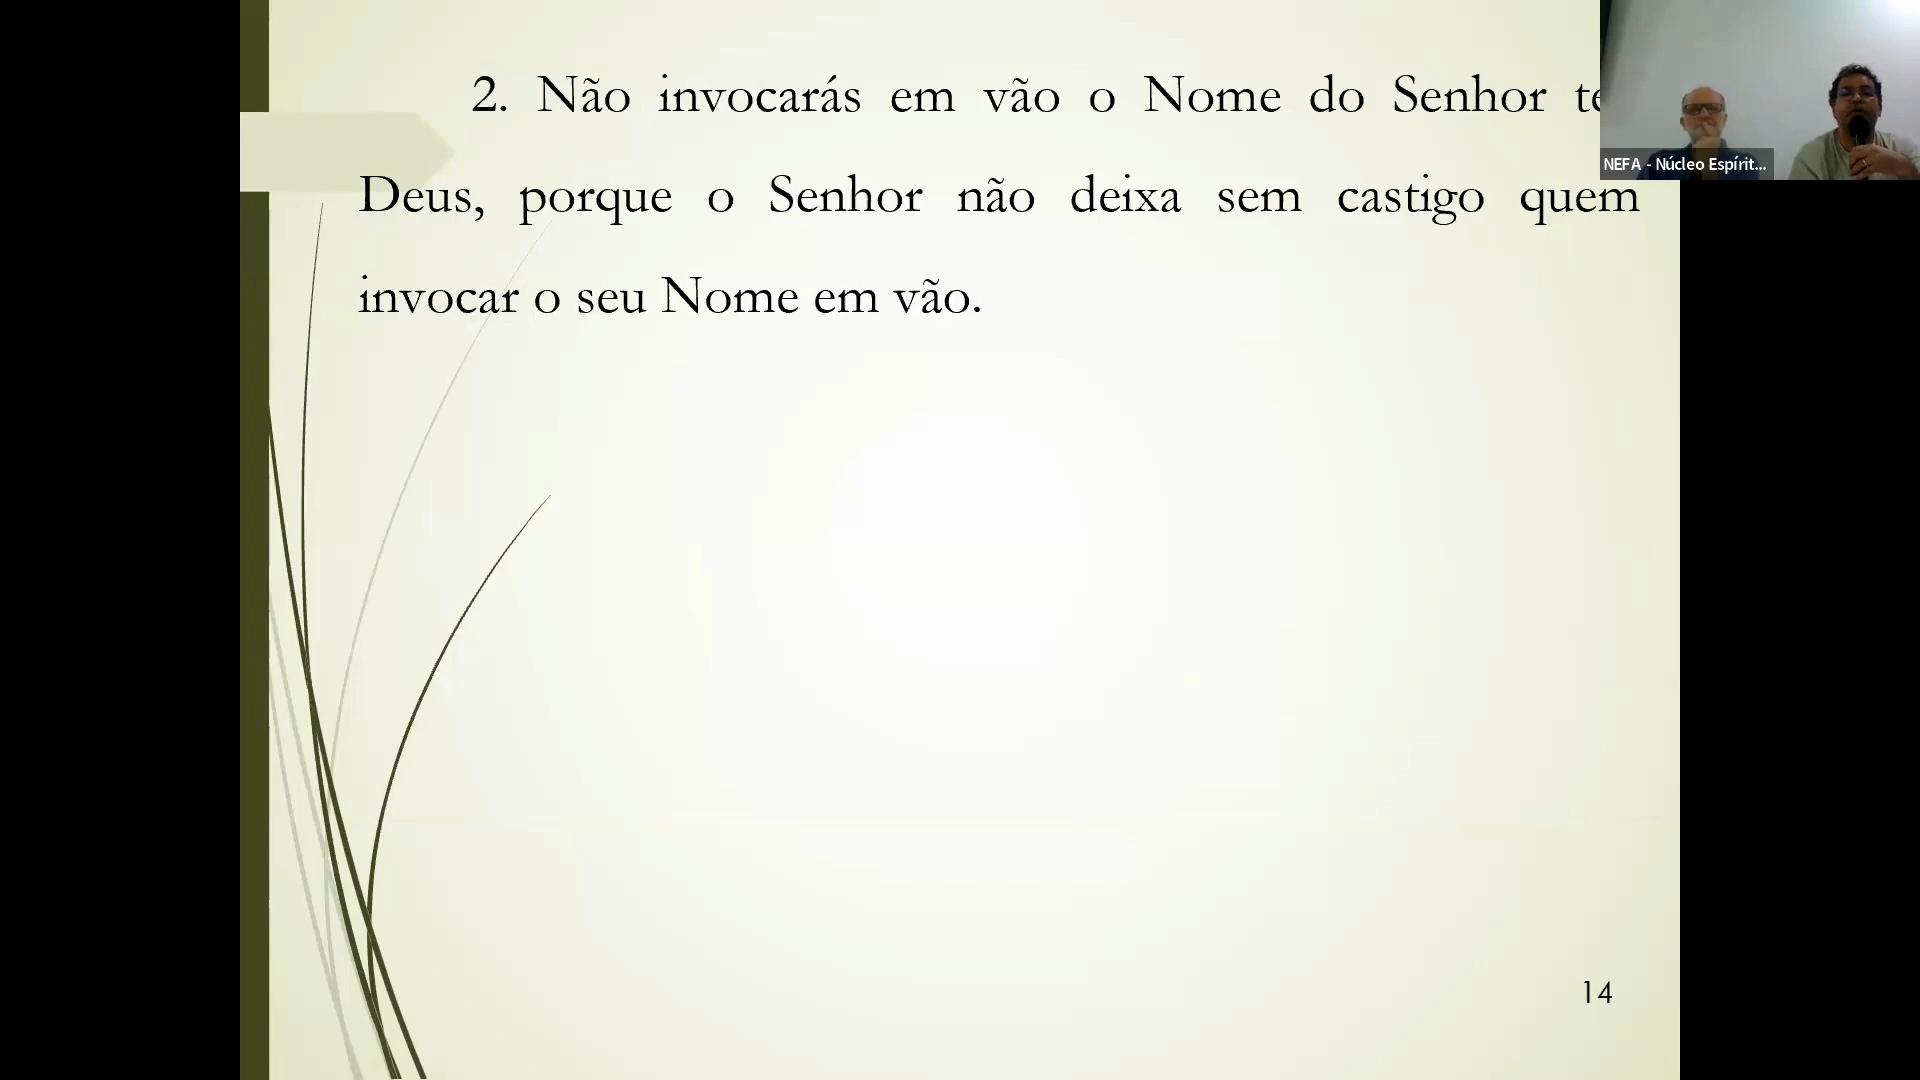 2. Não invocarás em vão o Nome do Senhor
Deus, porque o Senhor não deixa sem castigo quem
invocar o seu Nome em vão.
NEFA - Núcleo Espírit...
14